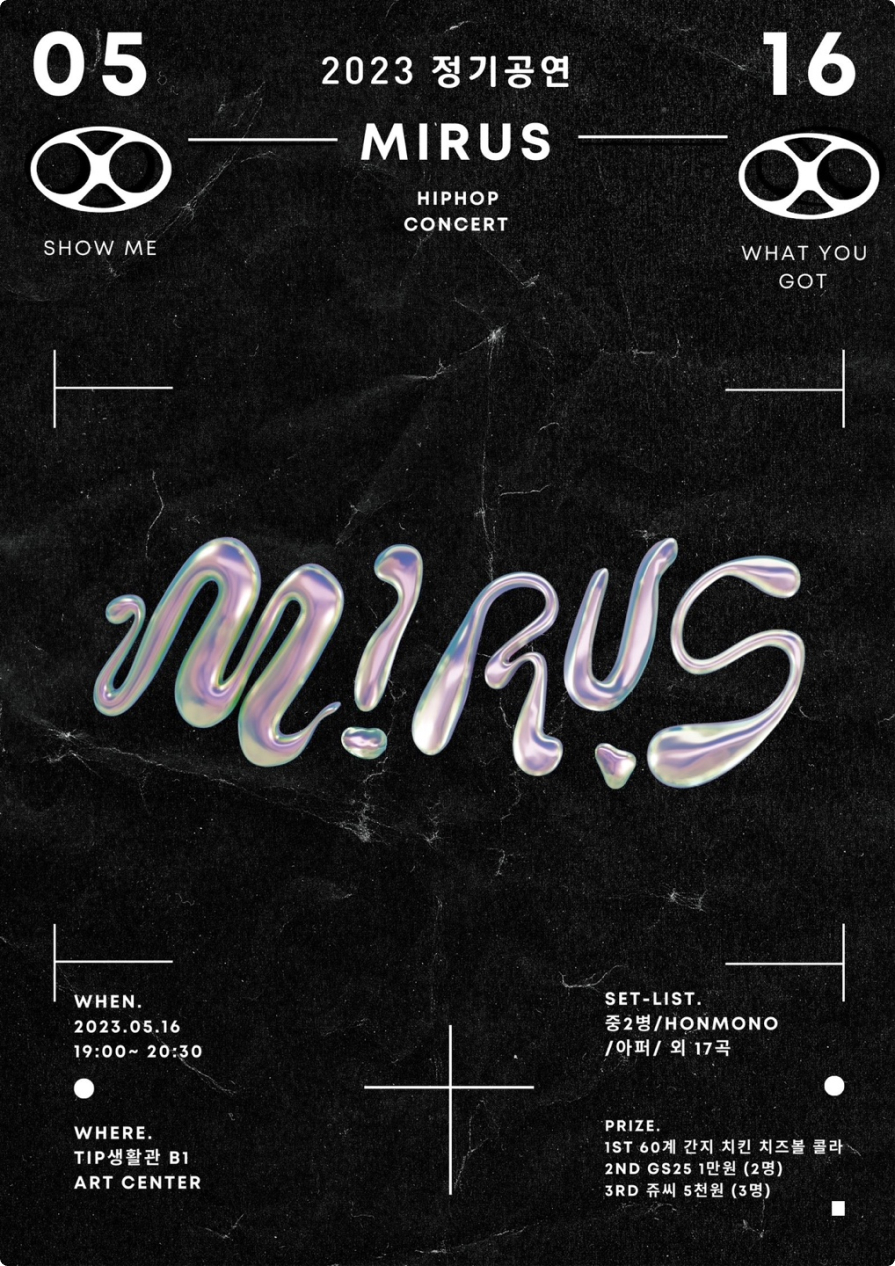 05
2023 정기공연
16
MIRUS
HIPHOP
CONCERT
SHOW ME
WHAT YOU
GOT
MIRUS
WHEN.
2023.05.16
19:00~ 20:30
WHERE.
TIP생활관 B1
ART CENTER
SET-LIST.
중2병/HONMONO
/아퍼/ 외 17곡
PRIZE.
1ST 60계 간지 치킨 치즈볼 콜라
2ND GS25 1만원 (2명)
3RD 쥬씨 5천원 (3명)